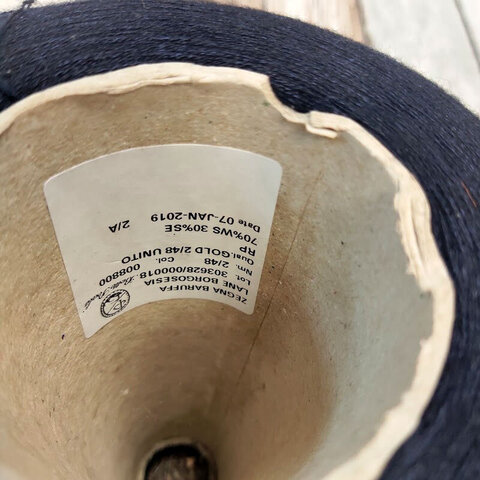 ZEGNA BARUFFA
LANE BORGOSESIA
Lot. 303628/000018
Nm. 2/48 Col. 008800
Qual.GOLD 2/48 UNITO
RP
70%WS 30%SE 2/A
Date 07-JAN-2019